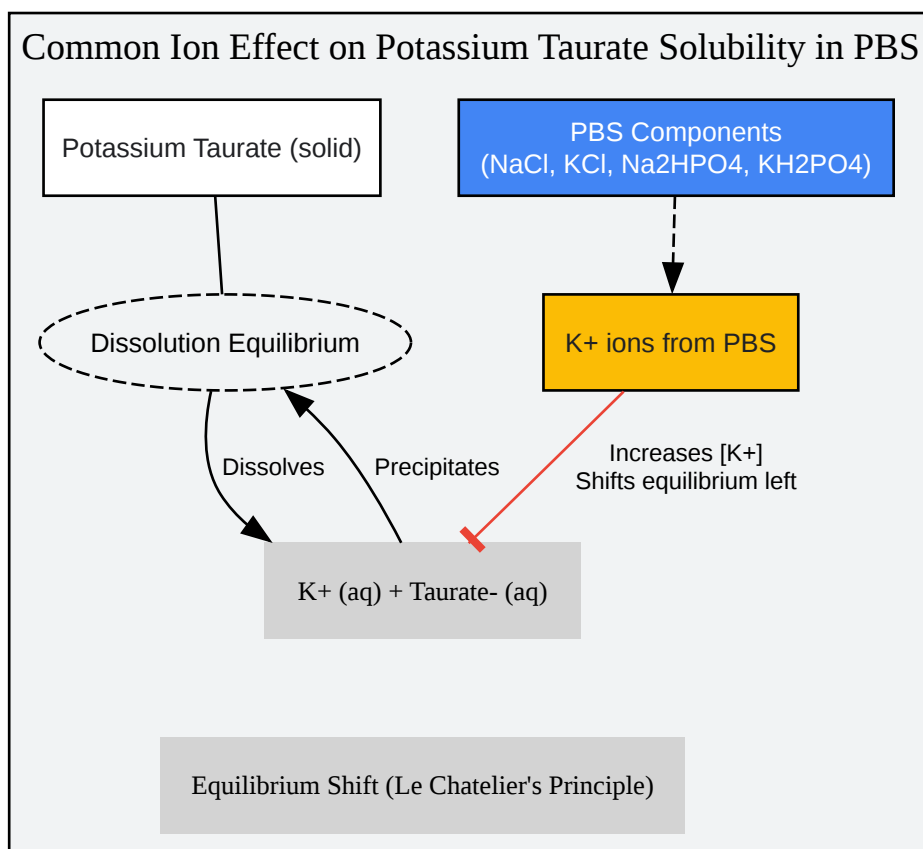 Common Ion Effect on Potassium Taurate Solubility in PBS
Potassium Taurate (solid)
PBS Components
(NaCl, KCl, Na2HPO4, KH2PO4)
Dissolution Equilibrium
K+ ions from PBS
Dissolves
Precipitates
Increases [K+]
Shifts equilibrium left
K+ (aq) + Taurate- (aq)
Equilibrium Shift (Le Chatelier's Principle)